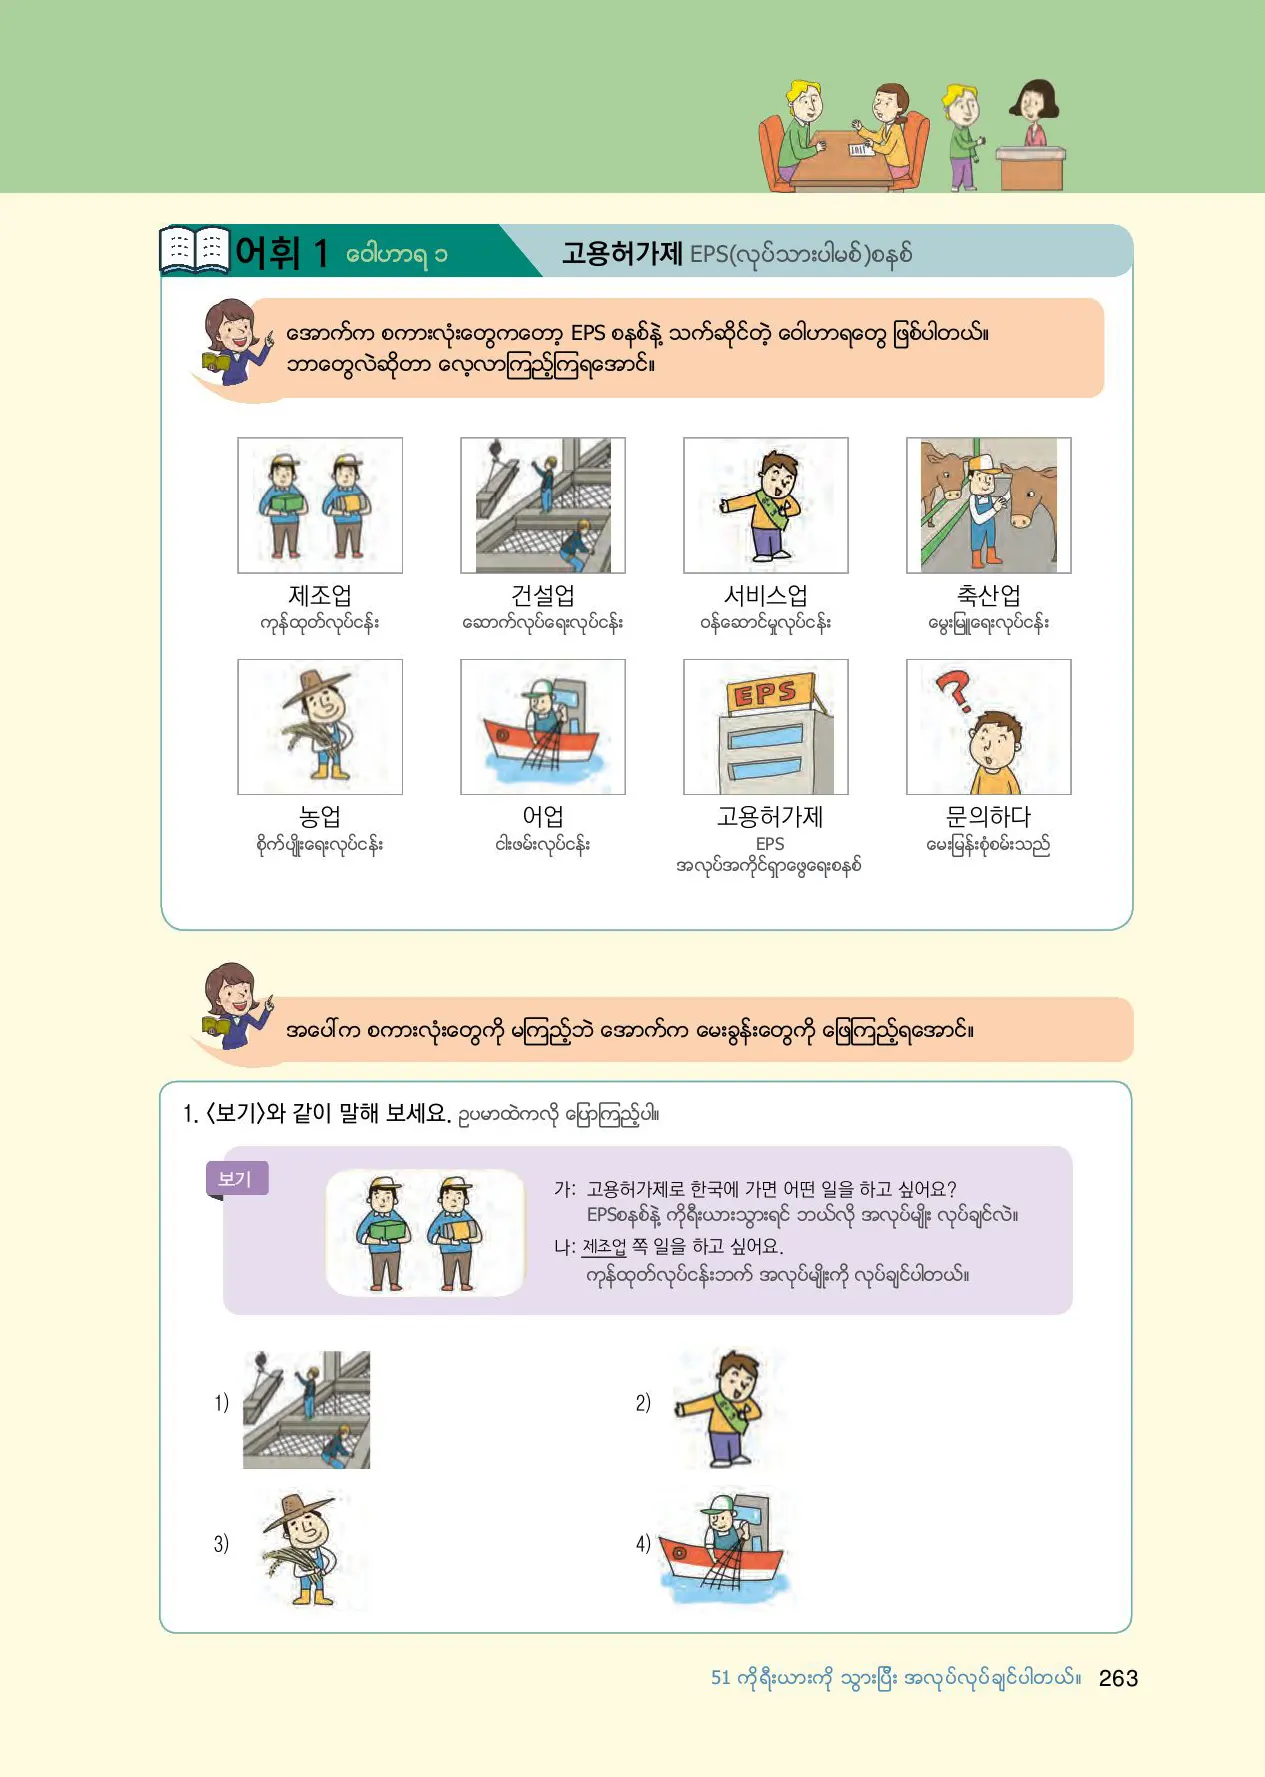 어휘 1 ဝေါဟာရ ၁
고용허가제 EPS(လုပ်သားပါမစ်)စနစ်
အောက်က စကားလုံးတွေကတော့ EPS စနစ်နဲ့ သက်ဆိုင်တဲ့ ဝေါဟာရတွေ ဖြစ်ပါတယ်။
ဘာတွေလဲဆိုတာ လေ့လာကြည့်ကြရအောင်။
제조업 건설업 서비스업 축산업
ကုန်ထုတ်လုပ်ငန်း ဆောက်လုပ်ရေးလုပ်ငန်း ဝန်ဆောင်မှုလုပ်ငန်း မွေးမြူရေးလုပ်ငန်း
EPS
농업 어업 고용허가제 문의하다
စိုက်ပျိုးရေးလုပ်ငန်း ငါးဖမ်းလုပ်ငန်း EPS မေးမြန်းစုံစမ်းသည်
အလုပ်အကိုင်ရှာဖွေရေးစနစ်
အပေါ်က စကားလုံးတွေကို မကြည့်ဘဲ အောက်က မေးခွန်းတွေကို ဖြေကြည့်ရအောင်။
1. 〈보기〉와 같이 말해 보세요. ဥပမာထဲကလို ပြောကြည့်ပါ။
보기
가: 고용허가제로 한국에 가면 어떤 일을 하고 싶어요?
EPSစနစ်နဲ့ ကိုရီးယားသွားရင် ဘယ်လို အလုပ်မျိုး လုပ်ချင်လဲ။
나: 제조업 쪽 일을 하고 싶어요.
ကုန်ထုတ်လုပ်ငန်းဘက် အလုပ်မျိုးကို လုပ်ချင်ပါတယ်။
1) 2)
3) 4)
51 ကိုရီးယားကို သွားပြီး အလုပ်လုပ်ချင်ပါတယ်။ 263